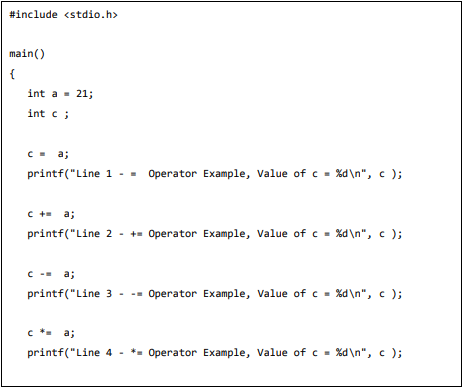 #include <stdio.h>

main()
{
   int a = 21;
   int c ;

   c =  a;
   printf("Line 1 - =  Operator Example, Value of c = %d\n", c );

   c +=  a;
   printf("Line 2 - += Operator Example, Value of c = %d\n", c );

   c -=  a;
   printf("Line 3 - -= Operator Example, Value of c = %d\n", c );

   c *=  a;
   printf("Line 4 - *= Operator Example, Value of c = %d\n", c );